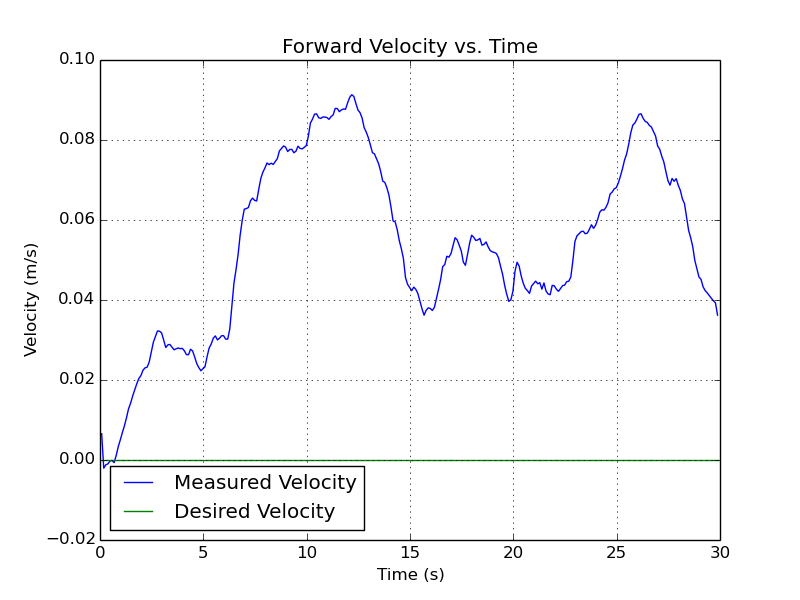 Forward Velocity vs. Time
0.10
0.08
0.06
0.04
0.02
0.00
−0.02
Velocity (m/s)
Measured Velocity
Desired Velocity
0 5 10 15 20 25 30
Time (s)